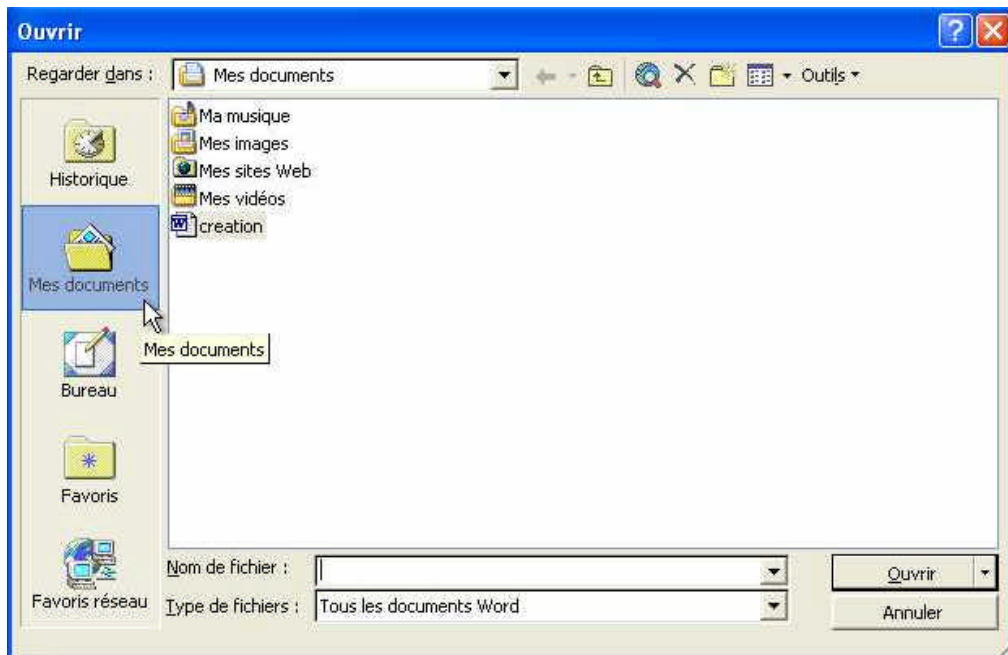 Ouvrir
Regarder dans :
Mes documents
Outils
Historique
Mes documents
Bureau
Favoris
Favoris réseau
Ma musique
Mes images
Mes sites Web
Mes vidéos
creation
Mes documents
Nom de fichier :
Ouvrir
Type de fichiers :
Tous les documents Word
Annuler